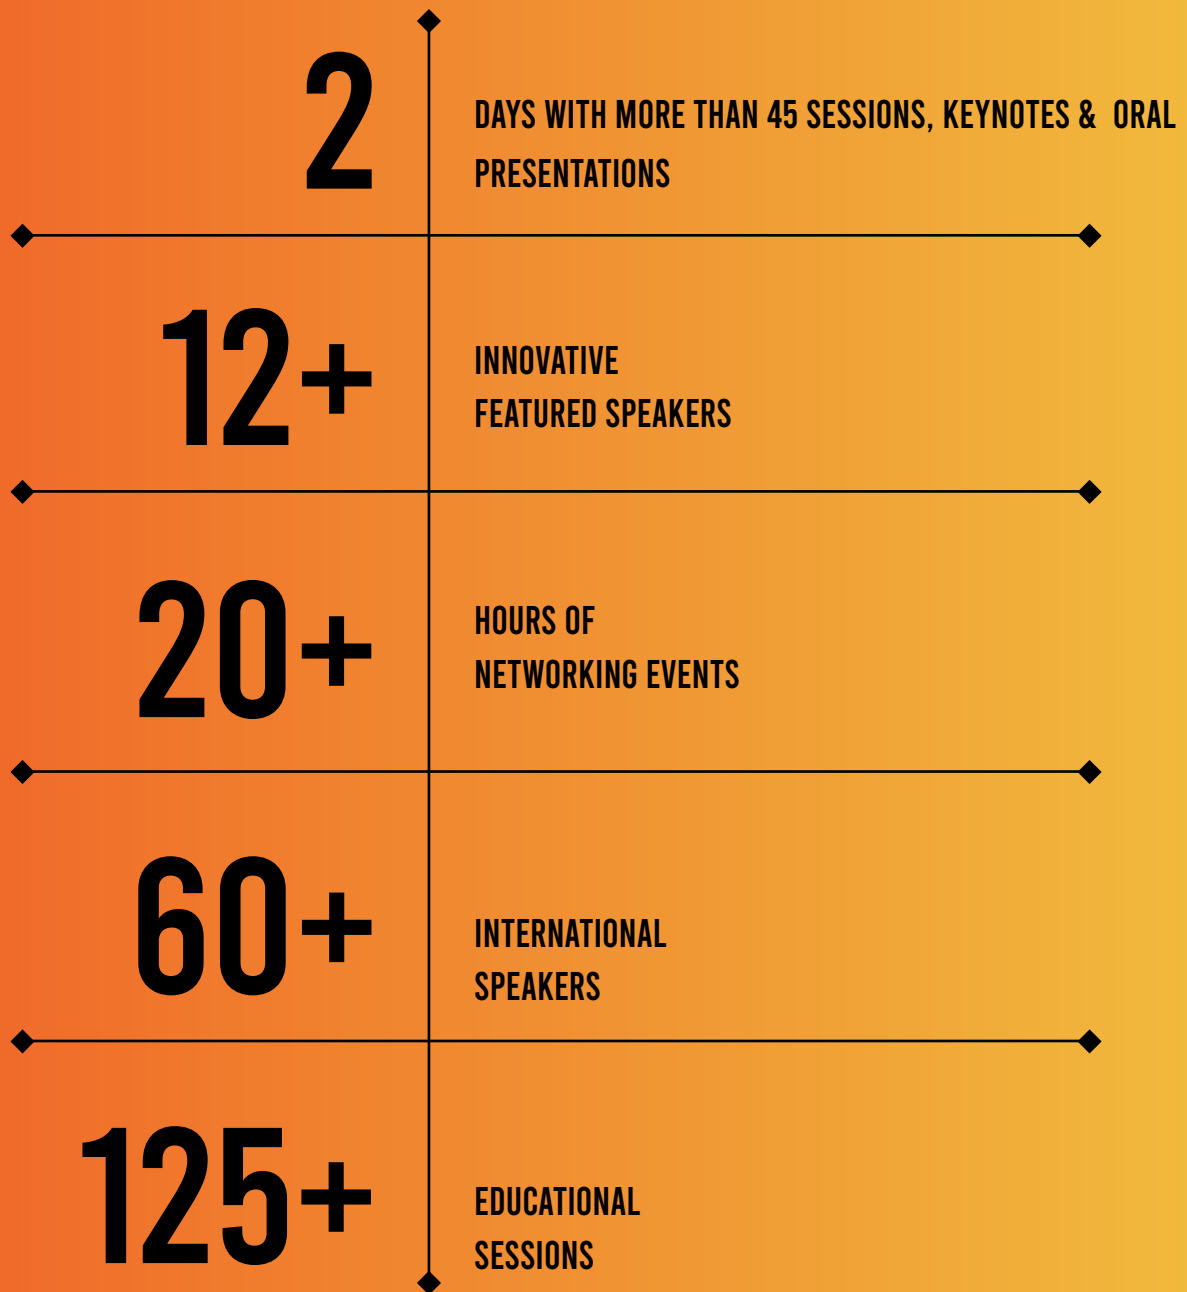 2
DAYS WITH MORE THAN 45 SESSIONS, KEYNOTES & ORAL
PRESENTATIONS
12+
INNOVATIVE
FEATURED SPEAKERS
20+
HOURS OF
NETWORKING EVENTS
60+
INTERNATIONAL
SPEAKERS
125+
EDUCATIONAL
SESSIONS